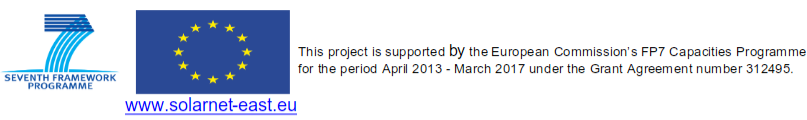 This project is supported by the European Commission's FP7 Capacities Programme
for the period April 2013 - March 2017 under the Grant Agreement number 312495.
SEVENTH FRAMEWORK
PROGRAMME
www.solarnet-east.eu